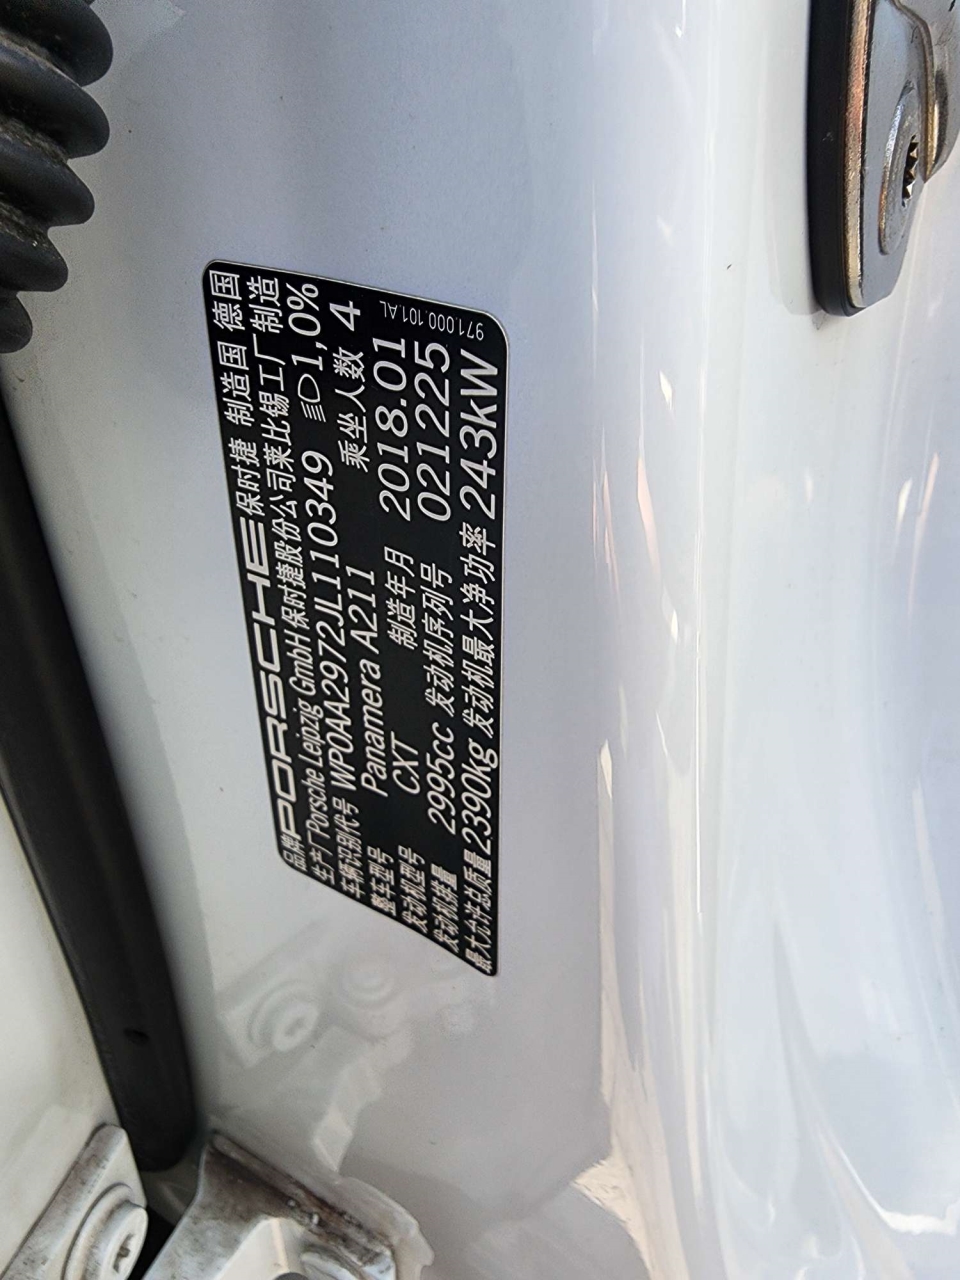 品牌 PORSCHE 保时捷 制造国 德国
生产厂 Porsche Leipzig GmbH 保时捷股份公司莱比锡工厂 制造
车辆识别代号 WP0AA2972JL110349 1,0%
整车型号 Panamera A211 乘坐人数 4
发动机型号 CXT 制造年月 2018.01
发动机排量 2995cc 发动机序列号 021225
最大允许总质量 2390kg 发动机最大净功率 243kW
971.000.101.AL